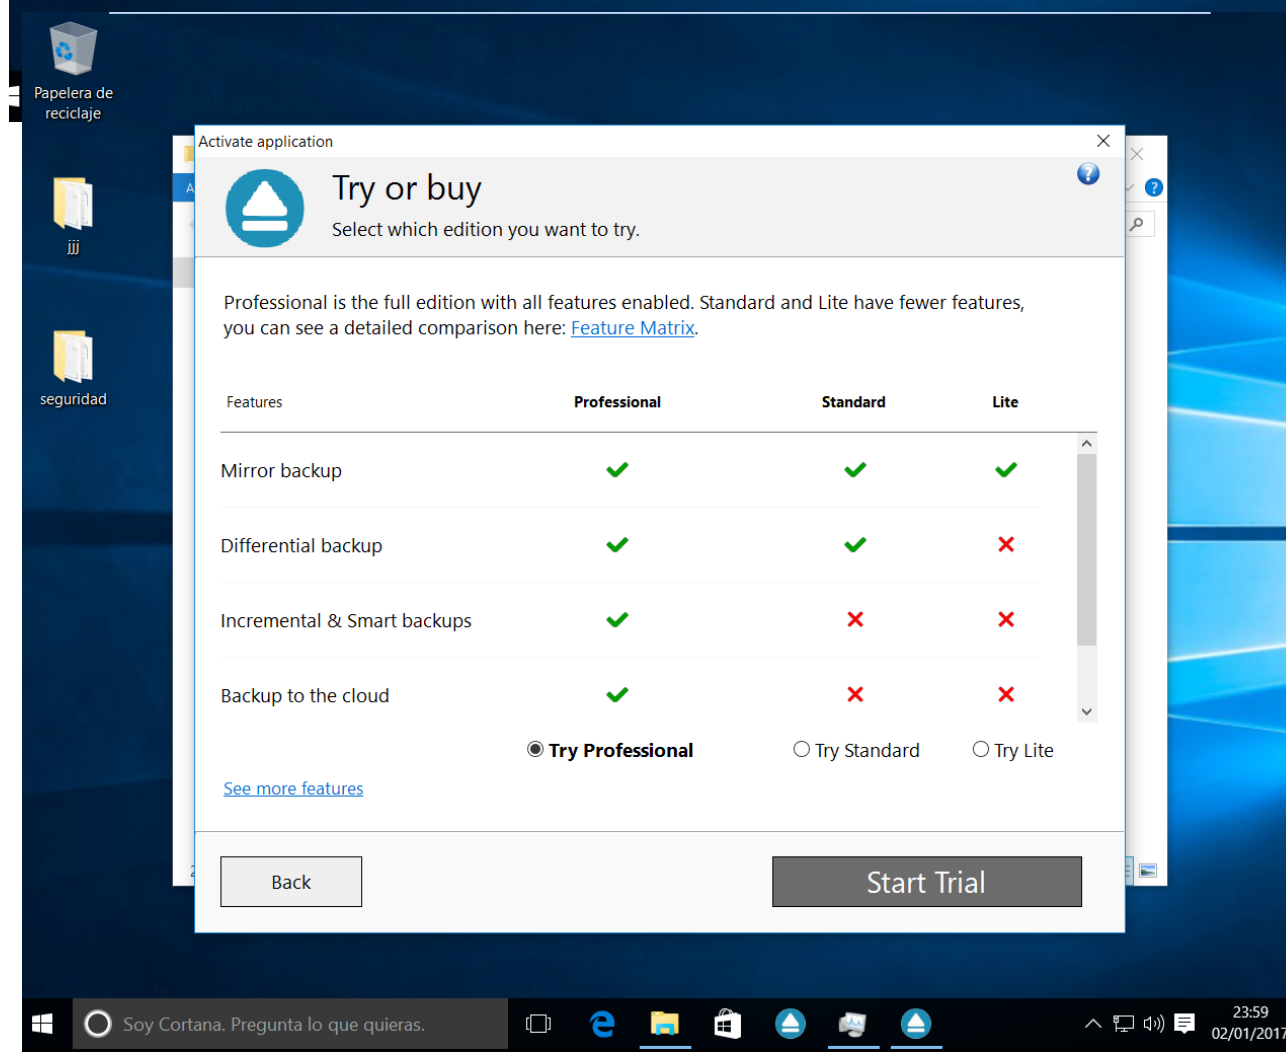 Papelera de
reciclaje
jjj
seguridad
Activate application
Try or buy
Select which edition you want to try.
Professional is the full edition with all features enabled. Standard and Lite have fewer features,
you can see a detailed comparison here: Feature Matrix.
Features Professional Standard Lite
Mirror backup
Differential backup
Incremental & Smart backups
Backup to the cloud
Try Professional Try Standard Try Lite
See more features
Back Start Trial
Soy Cortana. Pregunta lo que quieras.
23:59
02/01/2017